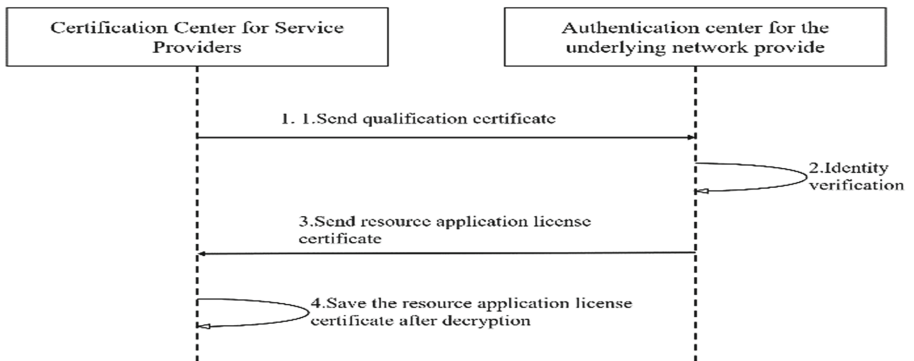 Certification Center for Service
Providers
Authentication center for the
underlying network provide
1. 1.Send qualification certificate
2.Identity
verification
3.Send resource application license
certificate
4.Save the resource application license
certificate after decryption